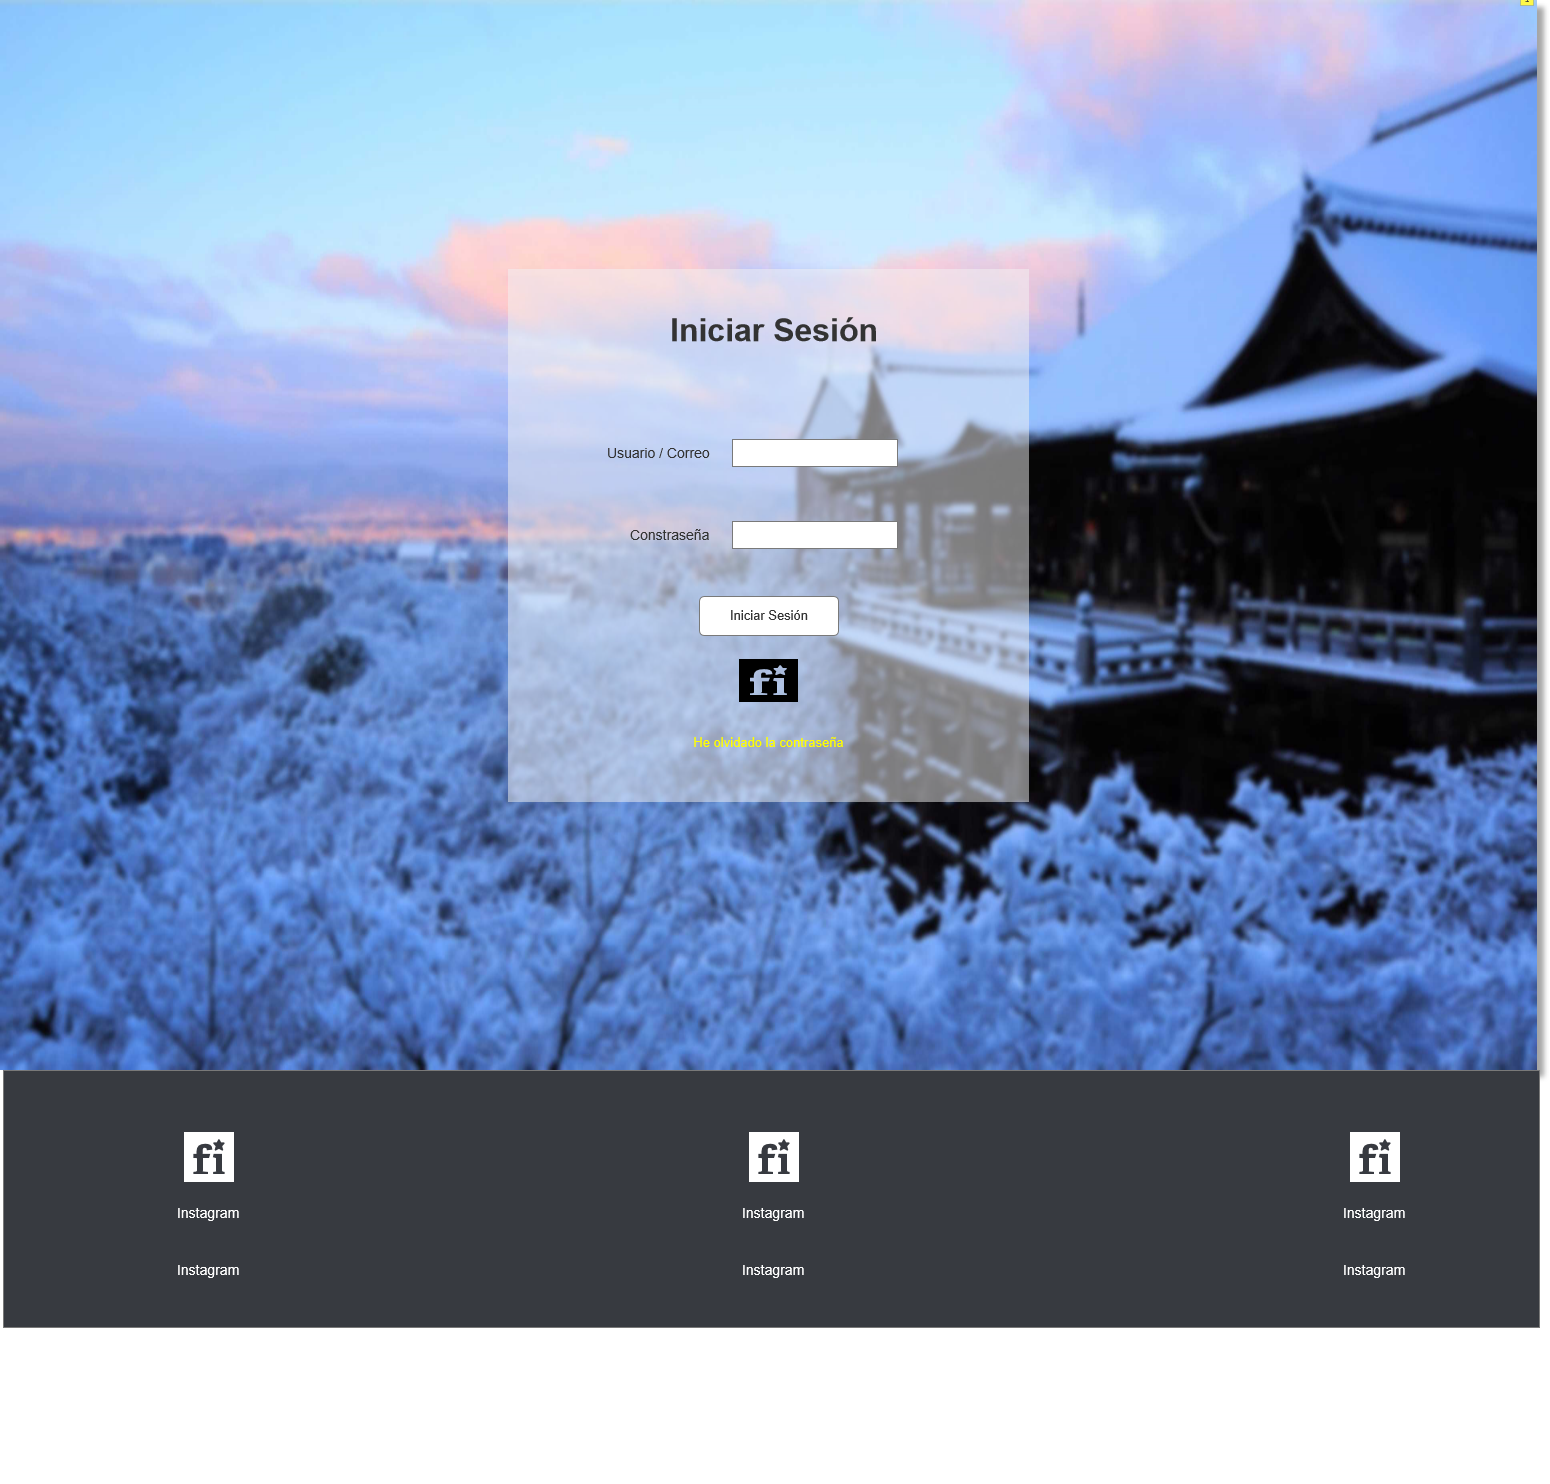 Iniciar Sesión
Usuario / Correo
Constraseña
Iniciar Sesión
fi
He olvidado la contraseña
fi fi fi
Instagram Instagram Instagram
Instagram Instagram Instagram